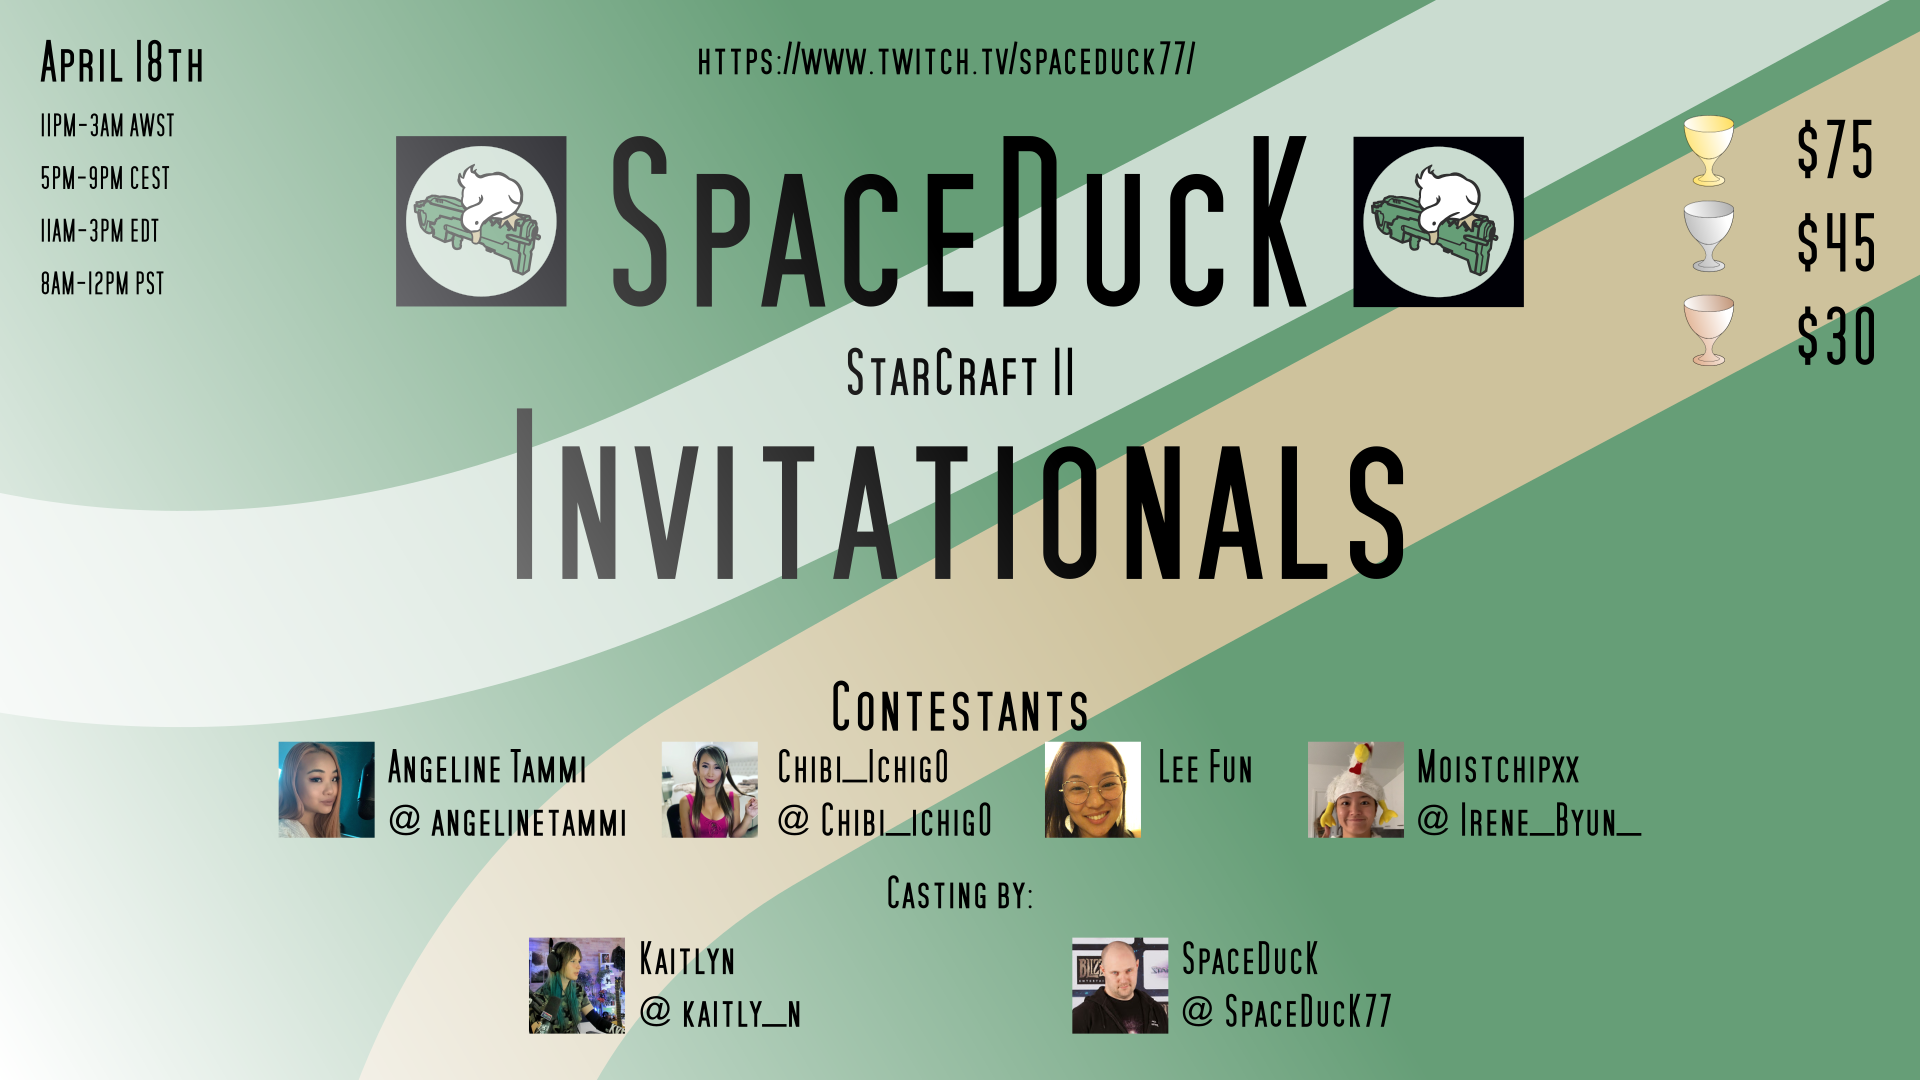 April 18th
11pm-3am AWST
5pm-9pm CEST
11am-3pm EDT
8am-12pm PST
https://www.twitch.tv/spaceduck77/
SpaceDucK
StarCraft II
Invitationals
$75
$45
$30
Contestants
Angeline Tammi
@ angelinetammi
Chibi_Ichig0
@ Chibi_ichig0
Lee Fun
Moistchipxx
@ Irene_Byun_
Casting by:
Kaitlyn
@ kaitly_n
SpaceDucK
@ SpaceDucK77